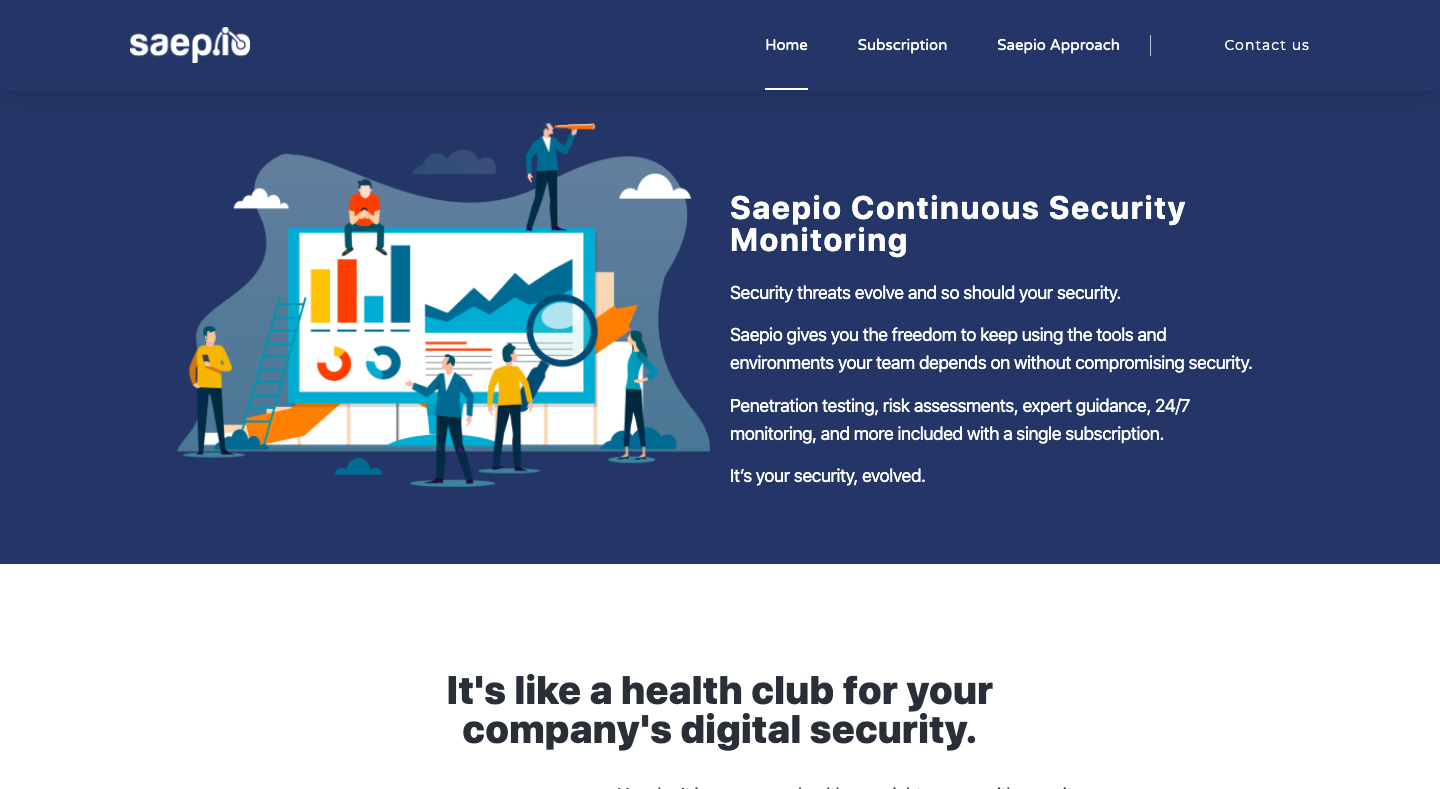 saepio
Home
Subscription
Saepio Approach
Contact us
Saepio Continuous Security
Monitoring
Security threats evolve and so should your security.
Saepio gives you the freedom to keep using the tools and
environments your team depends on without compromising security.
Penetration testing, risk assessments, expert guidance, 24/7
monitoring, and more included with a single subscription.
It’s your security, evolved.
It's like a health club for your
company's digital security.